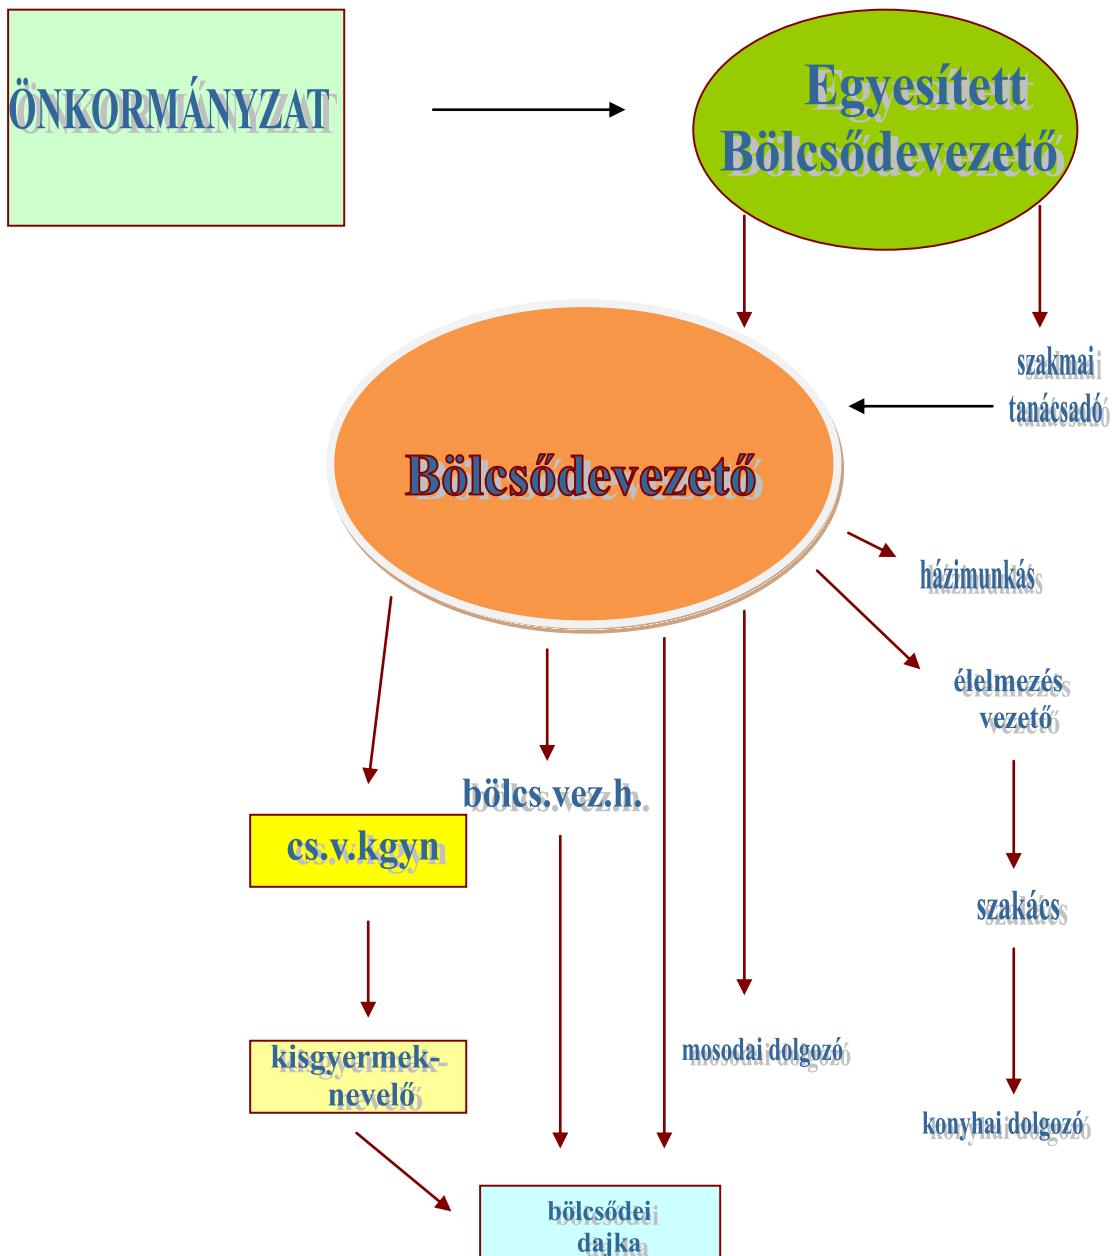 ÖNKORMÁNYZAT
Egyesített
Bölcsődevezető
szakmai
tanácsadó
Bölcsődevezető
házimunkás
élelmezés
vezető
bölcs.vez.h.
cs.v.kgyn
szakács
mosodai dolgozó
kisgyermek-
nevelő
konyhai dolgozó
bölcsődei
dajka